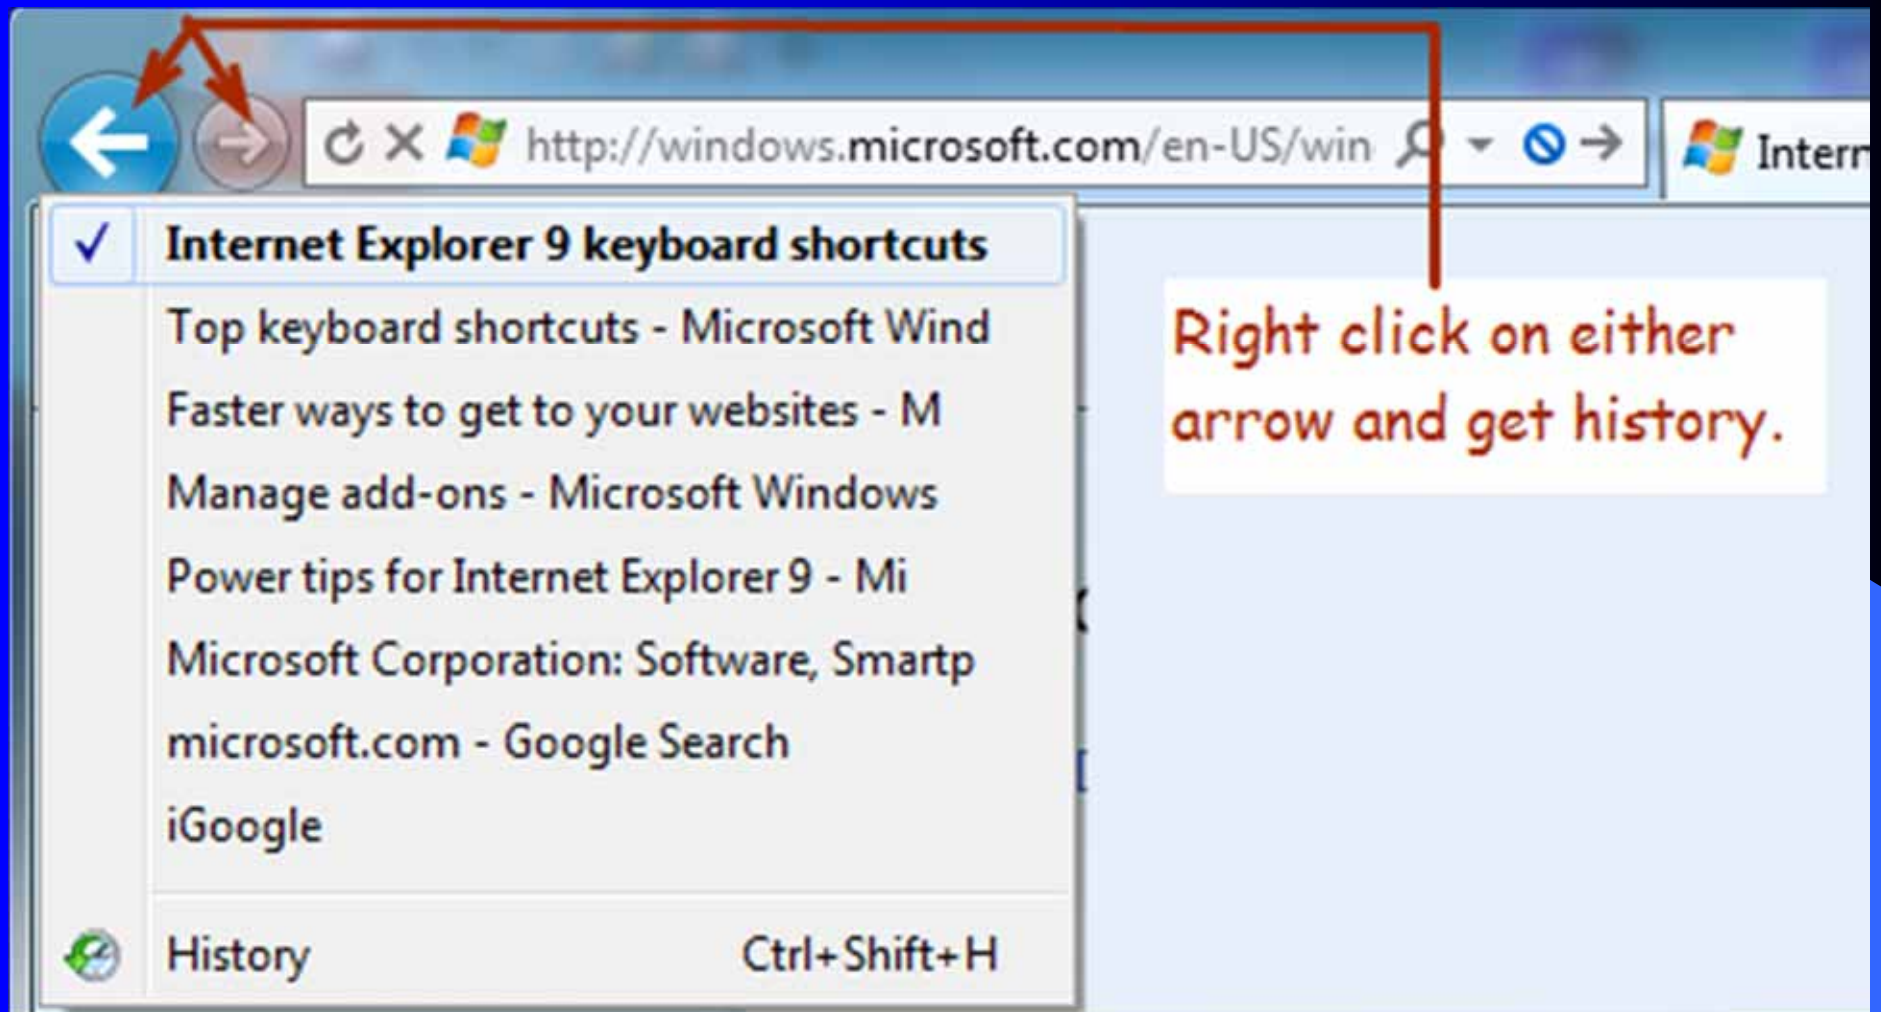 http://windows.microsoft.com/en-US/win
Intern
Internet Explorer 9 keyboard shortcuts
Top keyboard shortcuts - Microsoft Wind
Faster ways to get to your websites - M
Manage add-ons - Microsoft Windows
Power tips for Internet Explorer 9 - Mi
Microsoft Corporation: Software, Smartp
microsoft.com - Google Search
iGoogle
History Ctrl+Shift+H
Right click on either
arrow and get history.